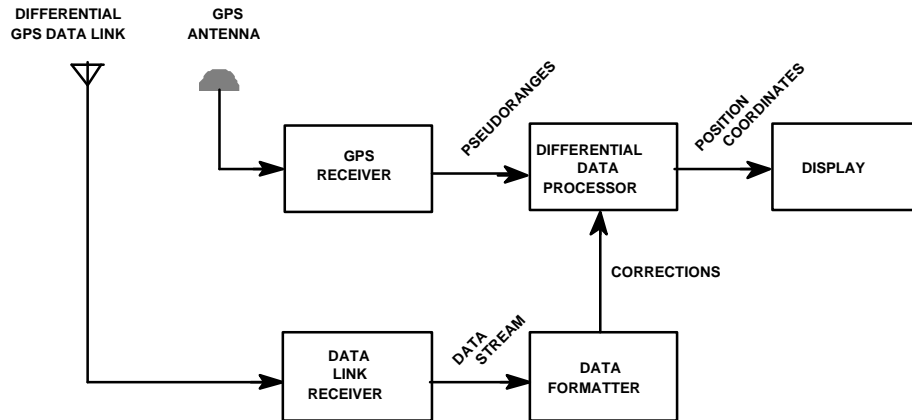 DIFFERENTIAL
GPS DATA LINK
GPS
ANTENNA
GPS
RECEIVER
PSEUDORANGES
DIFFERENTIAL
DATA
PROCESSOR
POSITION
COORDINATES
DISPLAY
CORRECTIONS
DATA
LINK
RECEIVER
DATA
STREAM
DATA
FORMATTER